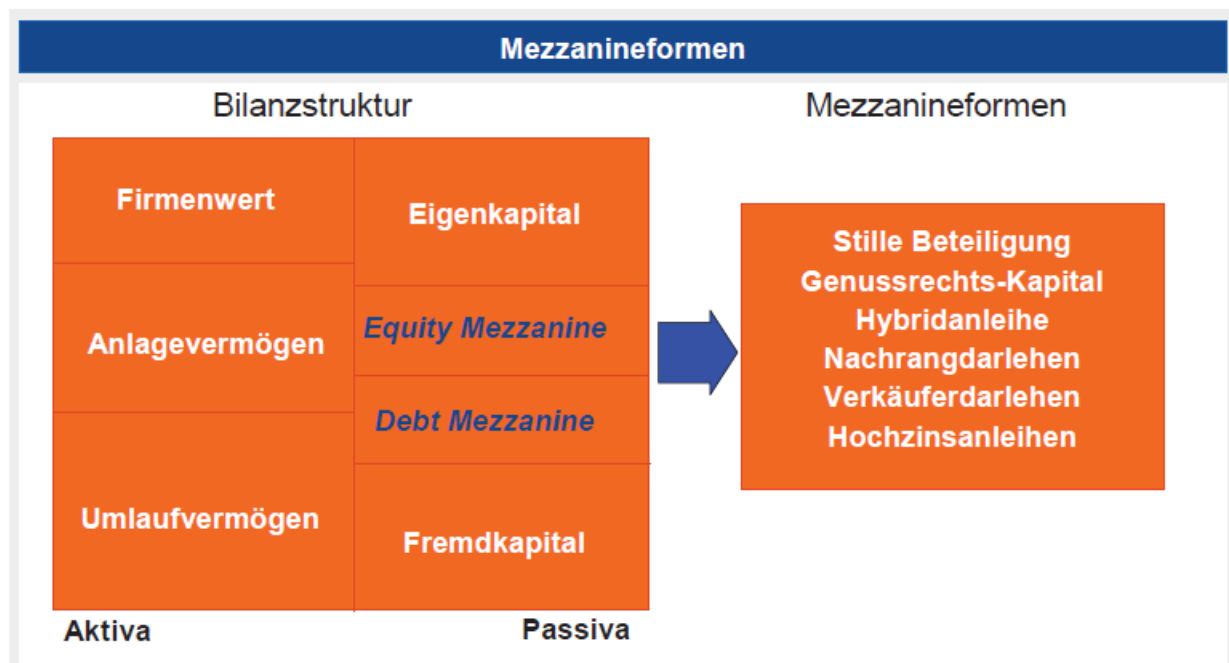 Mezzanineformen
Bilanzstruktur
Mezzanineformen
Firmenwert
Anlagevermögen
Umlaufvermögen
Eigenkapital
Equity Mezzanine
Debt Mezzanine
Fremdkapital
Stille Beteiligung
Genussrechts-Kapital
Hybridanleihe
Nachrangdarlehen
Verkäuferdarlehen
Hochzinsanleihen
Aktiva
Passiva